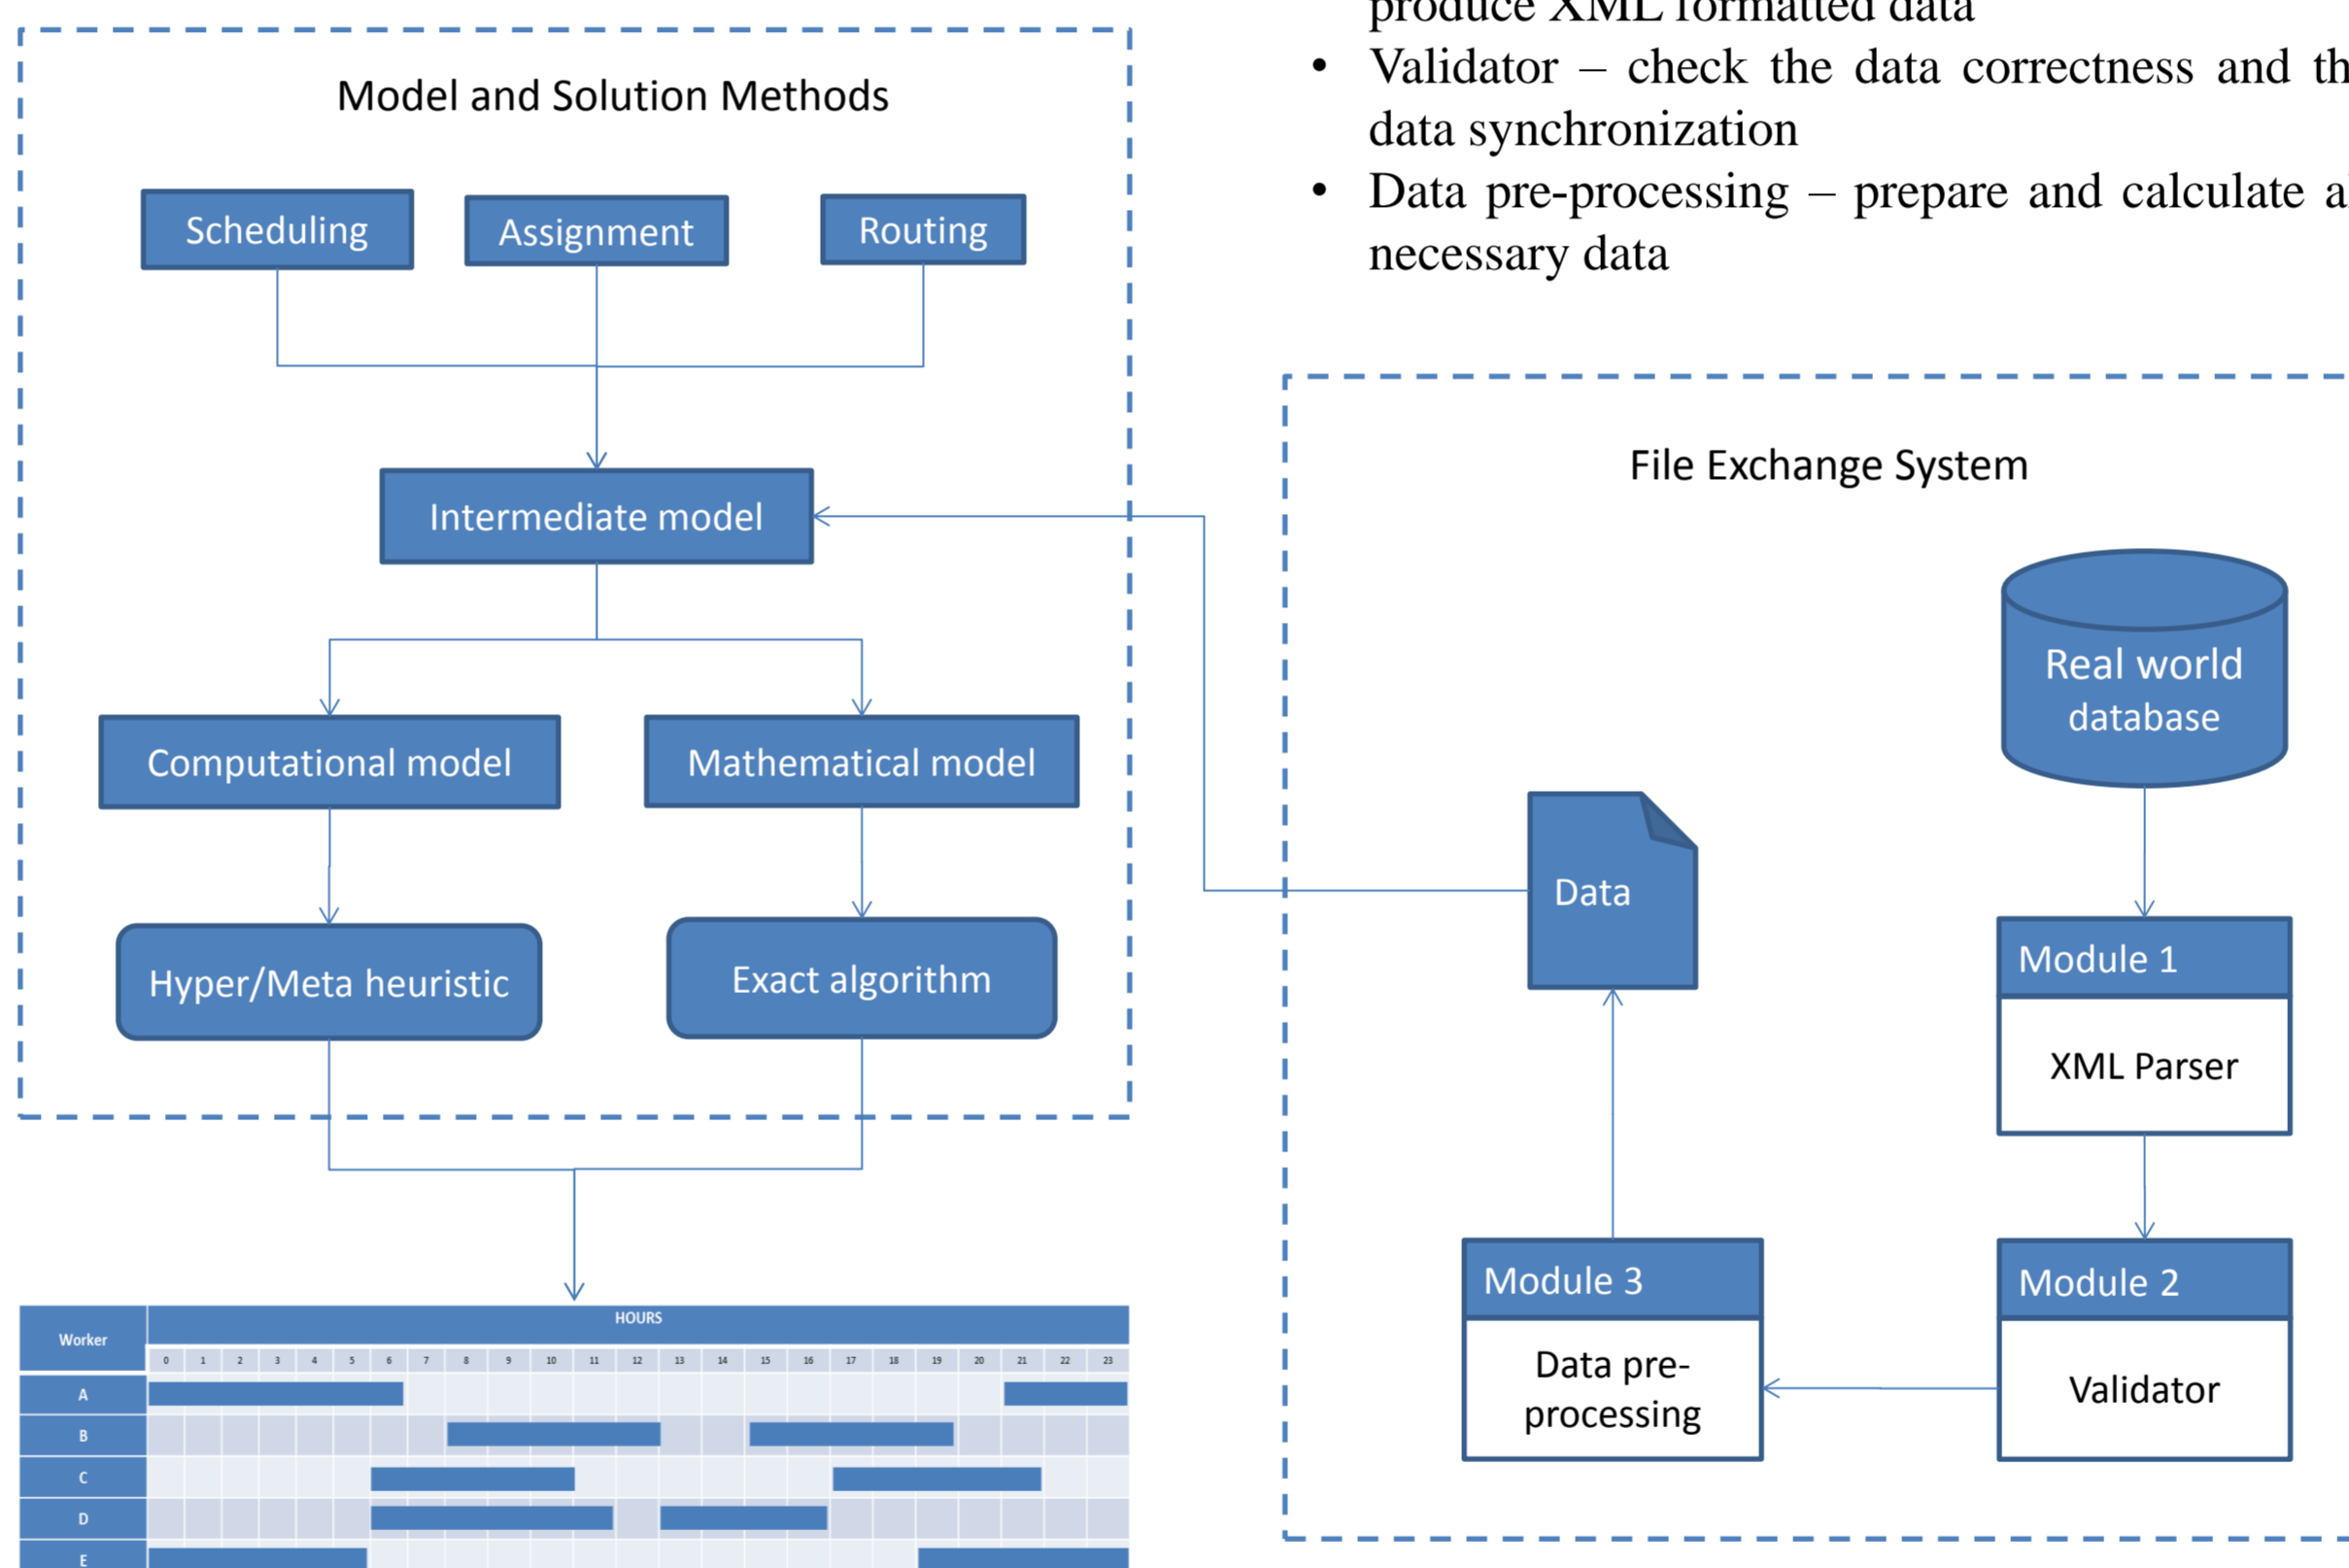 Model and Solution Methods
Scheduling
Assignment
Routing
Intermediate model
Computational model
Mathematical model
Hyper/Meta heuristic
Exact algorithm
Worker
HOURS
0 1 2 3 4 5 6 7 8 9 10 11 12 13 14 15 16 17 18 19 20 21 22 23
A
B
C
D
E
produce XML formatted data
• Validator – check the data correctness and th
data synchronization
• Data pre-processing – prepare and calculate a
necessary data
File Exchange System
Real world
database
Data
Module 1
XML Parser
Module 2
Validator
Module 3
Data pre-
processing